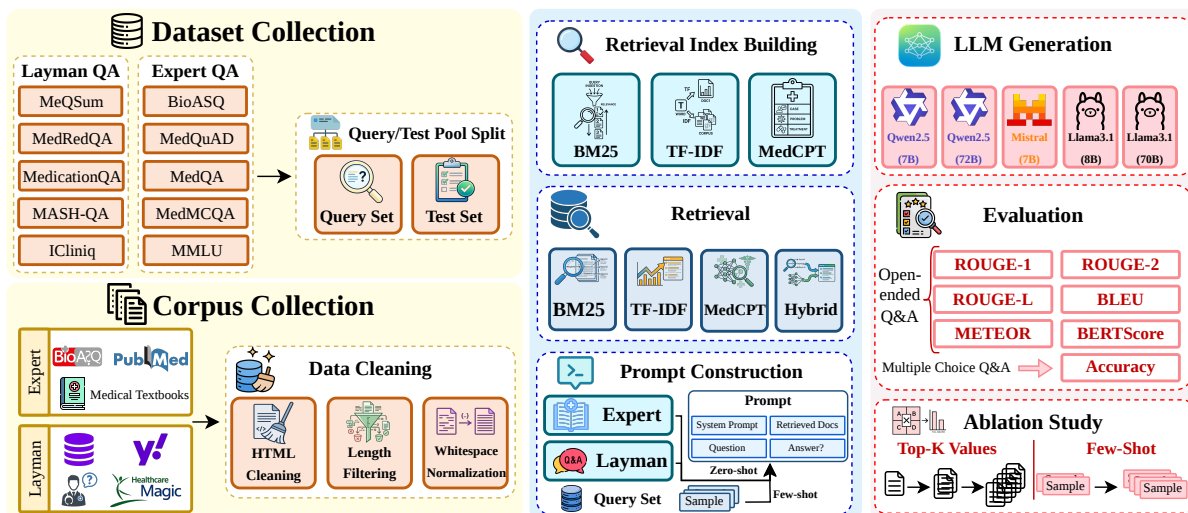 Dataset Collection
Layman QA
MeQSum
MedRedQA
MedicationQA
MASH-QA
ICliniq
Expert QA
BioASQ
MedQuAD
MedQA
MedMCQA
MMLU
Query/Test Pool Split
Query Set
Test Set
Corpus Collection
Expert
PubMed
Medical Textbooks
Layman
y!
Healthcare
Magic
Data Cleaning
HTML
Cleaning
Length
Filtering
Whitespace
Normalization
Retrieval Index Building
BM25
TF-IDF
MedCPT
Retrieval
BM25
TF-IDF
MedCPT
Hybrid
Prompt Construction
Expert
Q&A
Layman
Query Set
Sample
Prompt
System Prompt
Retrieved Docs
Question
Answer?
Zero-shot
Few-shot
LLM Generation
Qwen2.5
(7B)
Qwen2.5
(72B)
Mistral
(7B)
Llama3.1
(8B)
Llama3.1
(70B)
Evaluation
Open-
ended
Q&A
ROUGE-1
ROUGE-2
ROUGE-L
BLEU
METEOR
BERTScore
Multiple Choice Q&A
Accuracy
Ablation Study
Top-K Values
Few-Shot
Sample
Sample